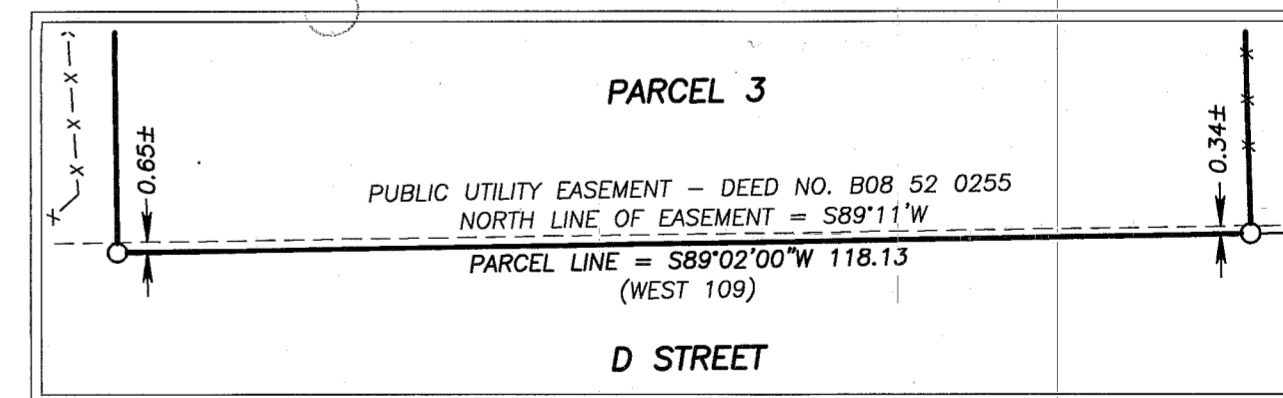 PARCEL 3
0.65±
0.34±
PUBLIC UTILITY EASEMENT – DEED NO. B08 52 0255
NORTH LINE OF EASEMENT = S89°11'W
PARCEL LINE = S89°02'00"W 118.13
(WEST 109)
D STREET